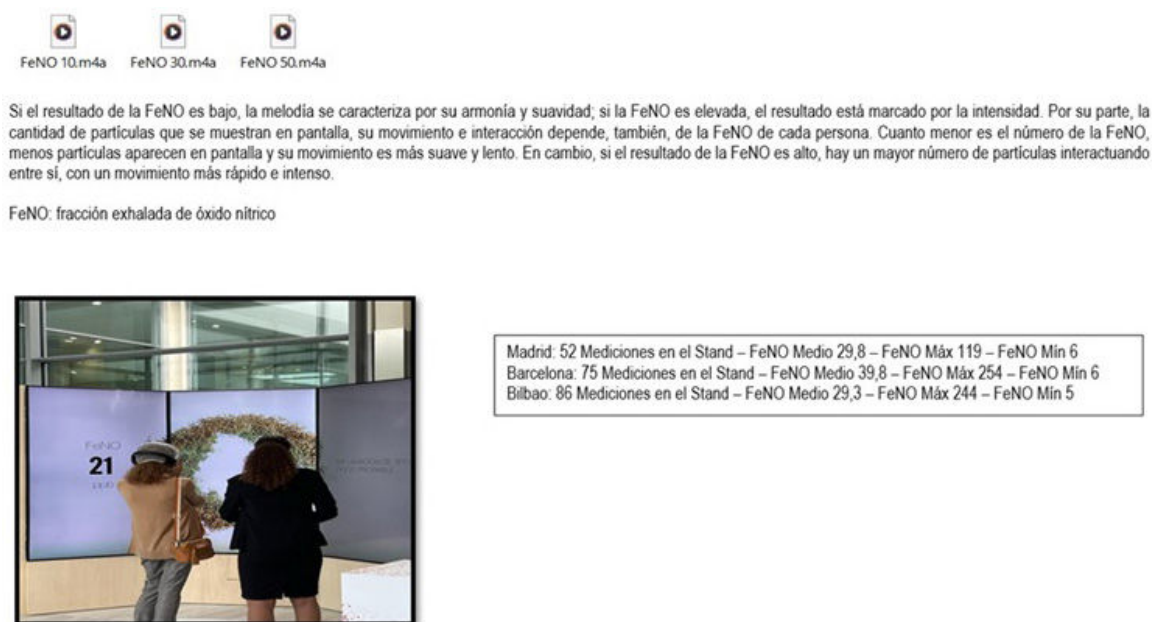 FeNO 10.m4a FeNO 30.m4a FeNO 50.m4a
Si el resultado de la FeNO es bajo, la melodía se caracteriza por su armonía y suavidad; si la FeNO es elevada, el resultado está marcado por la intensidad. Por su parte, la
cantidad de partículas que se muestran en pantalla, su movimiento e interacción depende, también, de la FeNO de cada persona. Cuanto menor es el número de la FeNO,
menos partículas aparecen en pantalla y su movimiento es más suave y lento. En cambio, si el resultado de la FeNO es alto, hay un mayor número de partículas interactuando
entre sí, con un movimiento más rápido e intenso.
FeNO: fracción exhalada de óxido nítrico
FeNO
21
ppb
Madrid: 52 Mediciones en el Stand – FeNO Medio 29,8 – FeNO Máx 119 – FeNO Mín 6
Barcelona: 75 Mediciones en el Stand – FeNO Medio 39,8 – FeNO Máx 254 – FeNO Mín 6
Bilbao: 86 Mediciones en el Stand – FeNO Medio 29,3 – FeNO Máx 244 – FeNO Mín 5